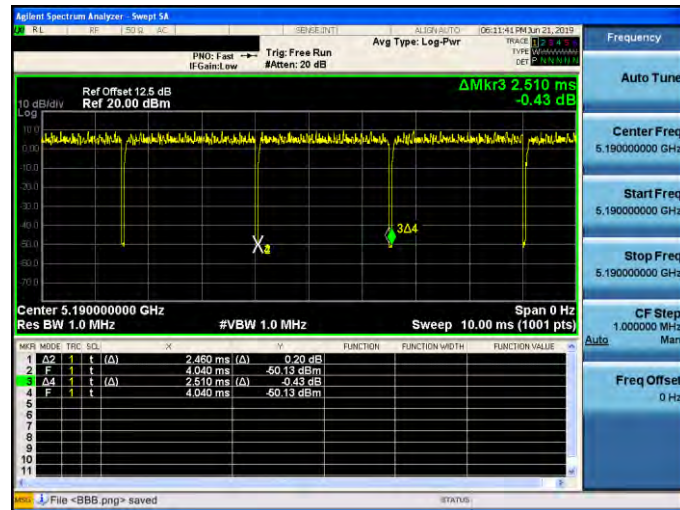 Agilent Spectrum Analyzer - Swept SA
RL RF 50 Ω AC SENSE:INT ALIGN AUTO 06:11:41 PM Jun 21, 2019
Avg Type: Log-Pwr TRACE 1 2 3 4 5 6
PNO: Fast Trig: Free Run TYPE
IFGain:Low #Atten: 20 dB DET P N N N N N
ΔMkr3 2.510 ms
-0.43 dB
Ref Offset 12.5 dB
10 dB/div Ref 20.00 dBm
Log
10.0
0.00
-10.0
-20.0
-30.0
-40.0
-50.0
-60.0
-70.0
3Δ4
Center 5.190000000 GHz Span 0 Hz
Res BW 1.0 MHz #VBW 1.0 MHz Sweep 10.00 ms (1001 pts)
MKR MODE TRC SCL X Y FUNCTION FUNCTION WIDTH FUNCTION VALUE
1 Δ2 1 t (Δ) 2.460 ms (Δ) 0.20 dB
2 F 1 t 4.040 ms -50.13 dBm
3 Δ4 1 t (Δ) 2.510 ms (Δ) -0.43 dB
4 F 1 t 4.040 ms -50.13 dBm
5
6
7
8
9
10
11
MSG File <BBB.png> saved STATUS
Frequency
Auto Tune
Center Freq
5.190000000 GHz
Start Freq
5.190000000 GHz
Stop Freq
5.190000000 GHz
CF Step
1.000000 MHz
Auto Man
Freq Offset
0 Hz